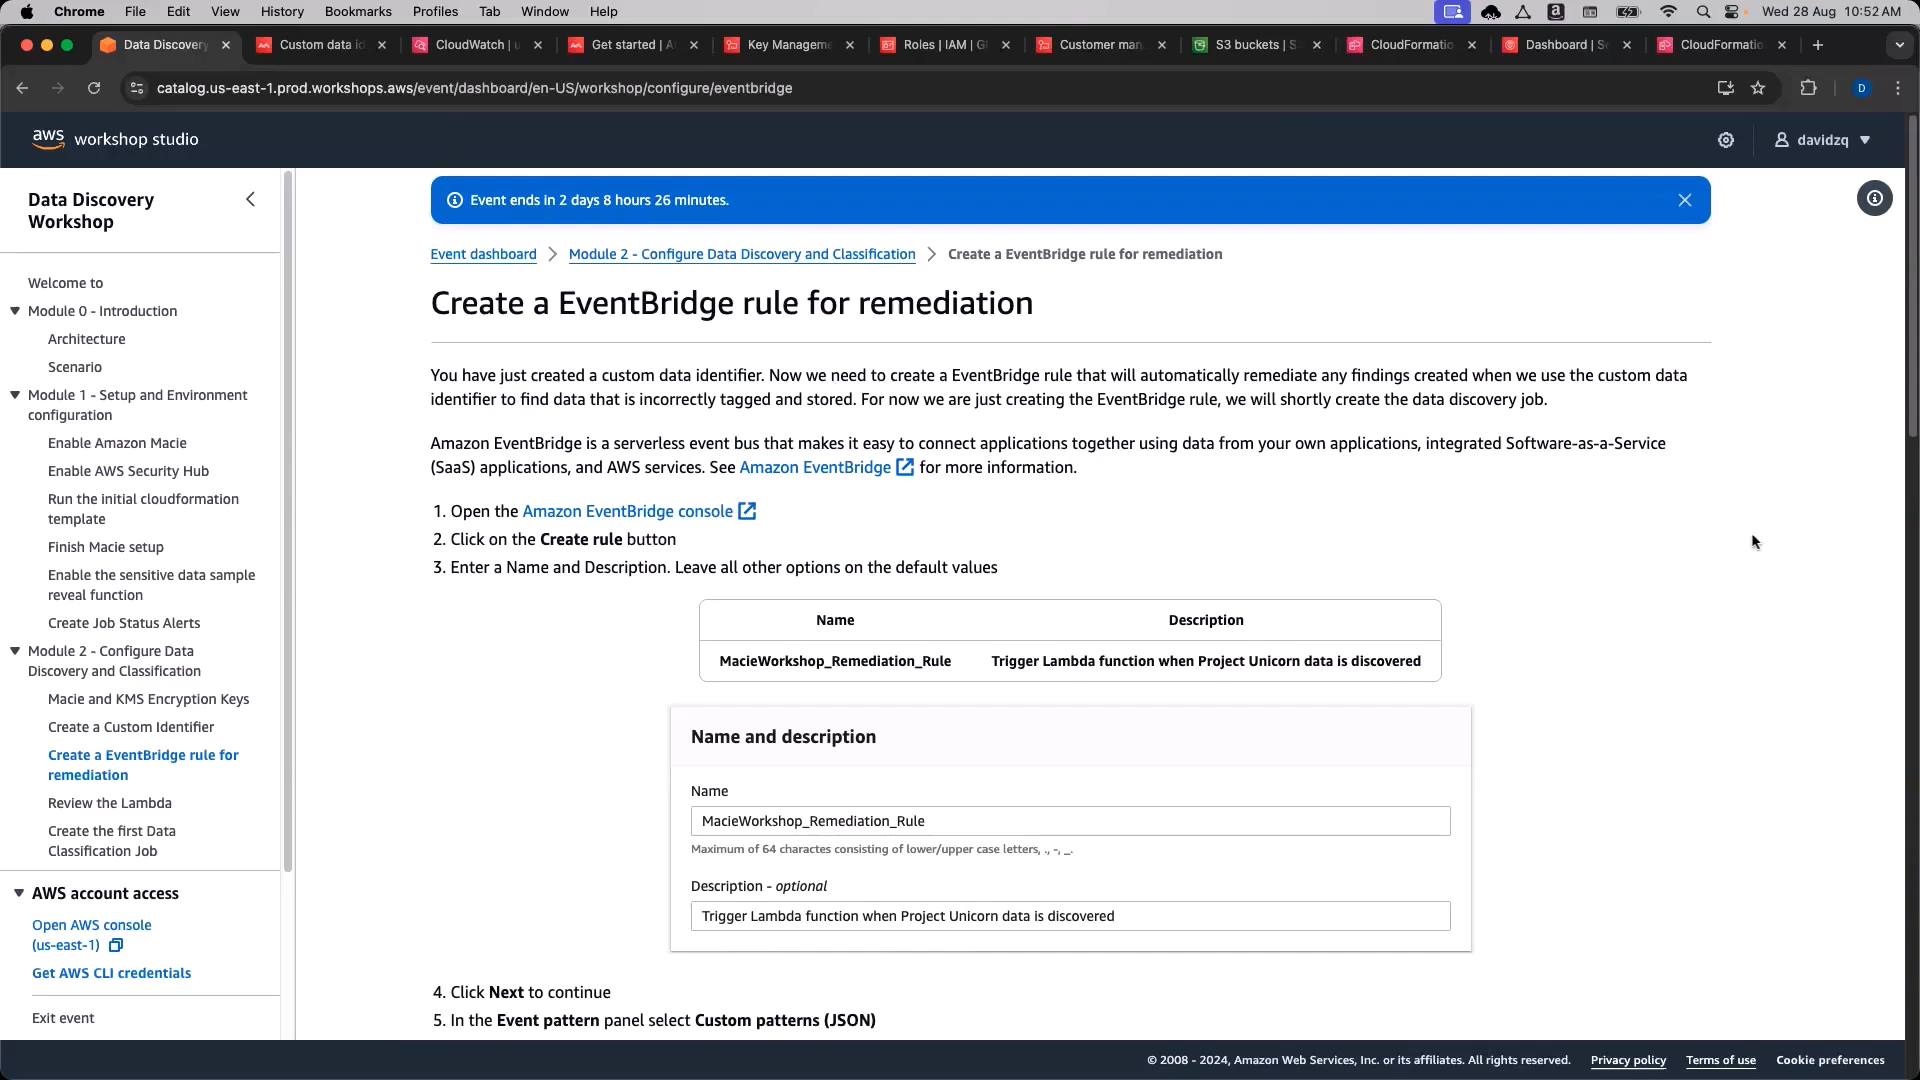 Chrome File Edit View History Bookmarks Profiles Tab Window Help
Wed 28 Aug 10:52 AM
Data Discovery
Custom data id
CloudWatch | u
Get started | A
Key Manageme
Roles | IAM | Gl
Customer man
S3 buckets | S
CloudFormatio
Dashboard | Se
CloudFormatio
catalog.us-east-1.prod.workshops.aws/event/dashboard/en-US/workshop/configure/eventbridge
D
aws workshop studio
davidzq
Data Discovery
Workshop
Welcome to
Module 0 - Introduction
Architecture
Scenario
Module 1 - Setup and Environment
configuration
Enable Amazon Macie
Enable AWS Security Hub
Run the initial cloudformation
template
Finish Macie setup
Enable the sensitive data sample
reveal function
Create Job Status Alerts
Module 2 - Configure Data
Discovery and Classification
Macie and KMS Encryption Keys
Create a Custom Identifier
Create a EventBridge rule for
remediation
Review the Lambda
Create the first Data
Classification Job
AWS account access
Open AWS console
(us-east-1)
Get AWS CLI credentials
Exit event
Event ends in 2 days 8 hours 26 minutes.
Event dashboard > Module 2 - Configure Data Discovery and Classification > Create a EventBridge rule for remediation
Create a EventBridge rule for remediation
You have just created a custom data identifier. Now we need to create a EventBridge rule that will automatically remediate any findings created when we use the custom data
identifier to find data that is incorrectly tagged and stored. For now we are just creating the EventBridge rule, we will shortly create the data discovery job.
Amazon EventBridge is a serverless event bus that makes it easy to connect applications together using data from your own applications, integrated Software-as-a-Service
(SaaS) applications, and AWS services. See Amazon EventBridge for more information.
1. Open the Amazon EventBridge console
2. Click on the Create rule button
3. Enter a Name and Description. Leave all other options on the default values
Name Description
MacieWorkshop_Remediation_Rule Trigger Lambda function when Project Unicorn data is discovered
Name and description
Name
MacieWorkshop_Remediation_Rule
Maximum of 64 charactes consisting of lower/upper case letters, ., -, _.
Description - optional
Trigger Lambda function when Project Unicorn data is discovered
4. Click Next to continue
5. In the Event pattern panel select Custom patterns (JSON)
© 2008 - 2024, Amazon Web Services, Inc. or its affiliates. All rights reserved. Privacy policy Terms of use Cookie preferences